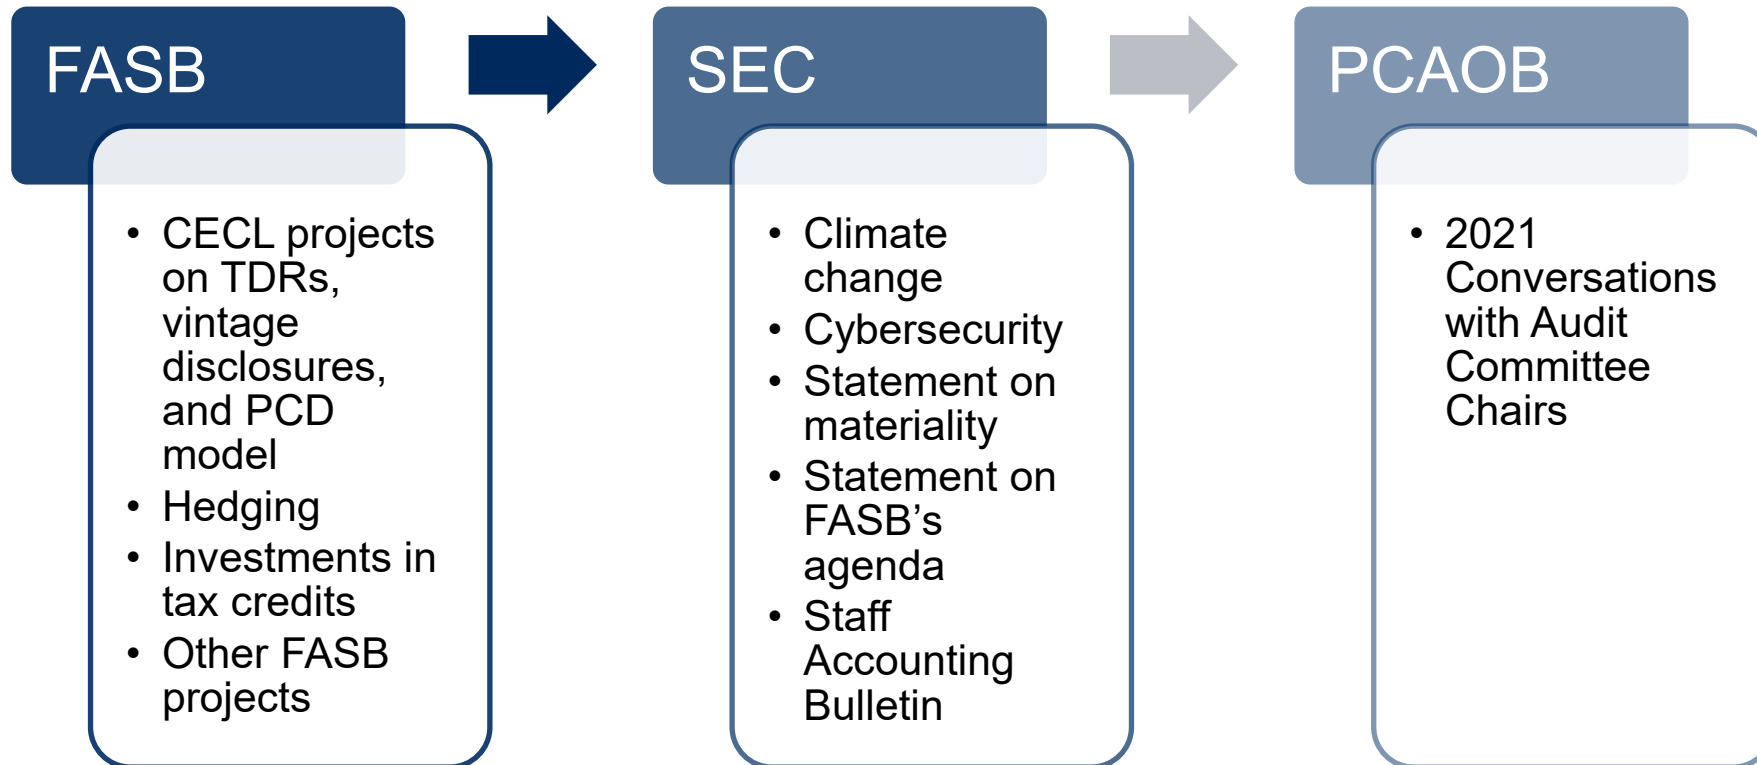 FASB
• CECL projects
on TDRs,
vintage
disclosures,
and PCD
model
• Hedging
• Investments in
tax credits
• Other FASB
projects
SEC
• Climate
change
• Cybersecurity
• Statement on
materiality
• Statement on
FASB’s
agenda
• Staff
Accounting
Bulletin
PCAOB
• 2021
Conversations
with Audit
Committee
Chairs